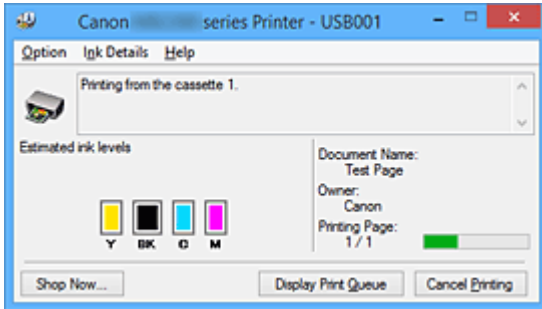 Canon series Printer - USB001
Option Ink Details Help
Printing from the cassette 1.
Estimated ink levels
Y BK C M
Document Name:
Test Page
Owner:
Canon
Printing Page:
1 / 1
Shop Now... Display Print Queue Cancel Printing